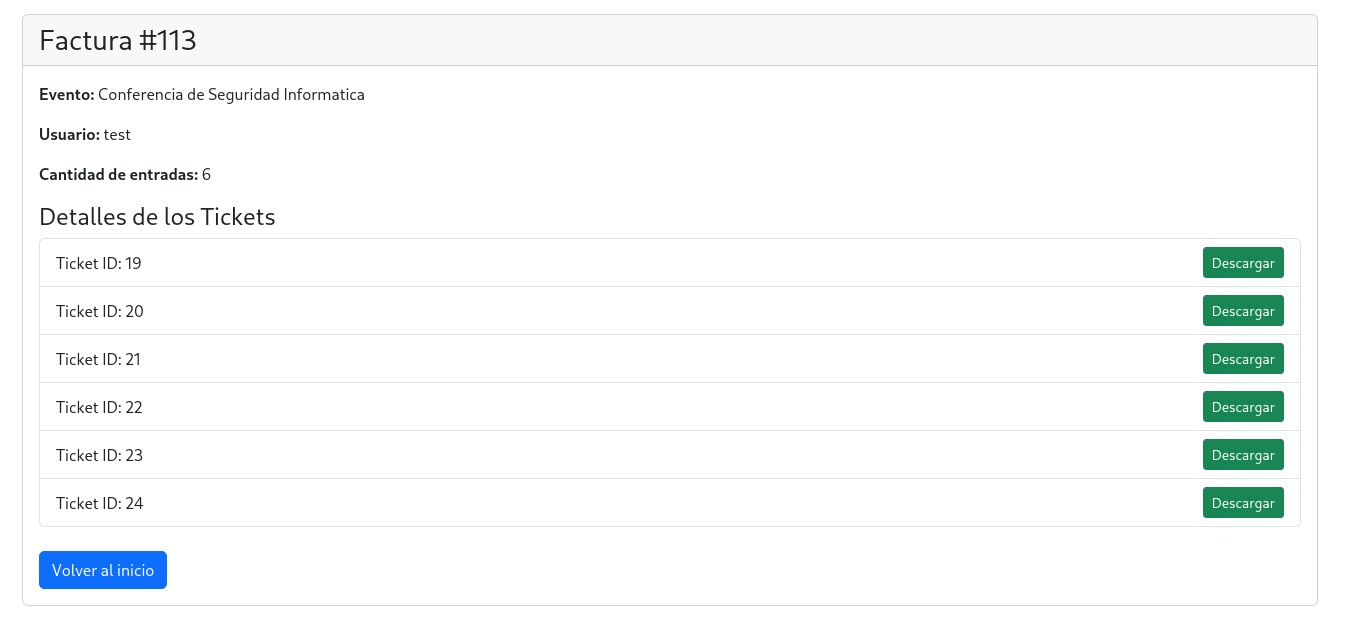 Factura #113
Evento: Conferencia de Seguridad Informatica
Usuario: test
Cantidad de entradas: 6
Detalles de los Tickets
Ticket ID: 19 Descargar
Ticket ID: 20 Descargar
Ticket ID: 21 Descargar
Ticket ID: 22 Descargar
Ticket ID: 23 Descargar
Ticket ID: 24 Descargar
Volver al inicio